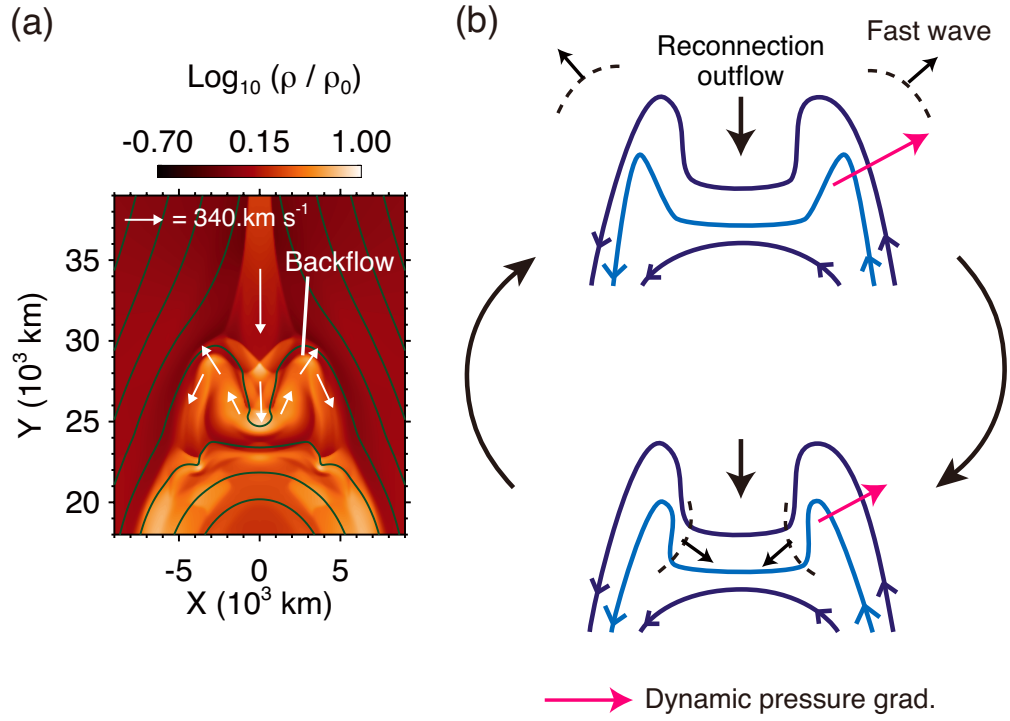 (a)
Log10 (ρ / ρ0)
-0.70 0.15 1.00
= 340.km s-1
Backflow
35
30
25
20
Y (103 km)
-5 0 5
X (103 km)
(b)
Reconnection
outflow
Fast wave
Dynamic pressure grad.